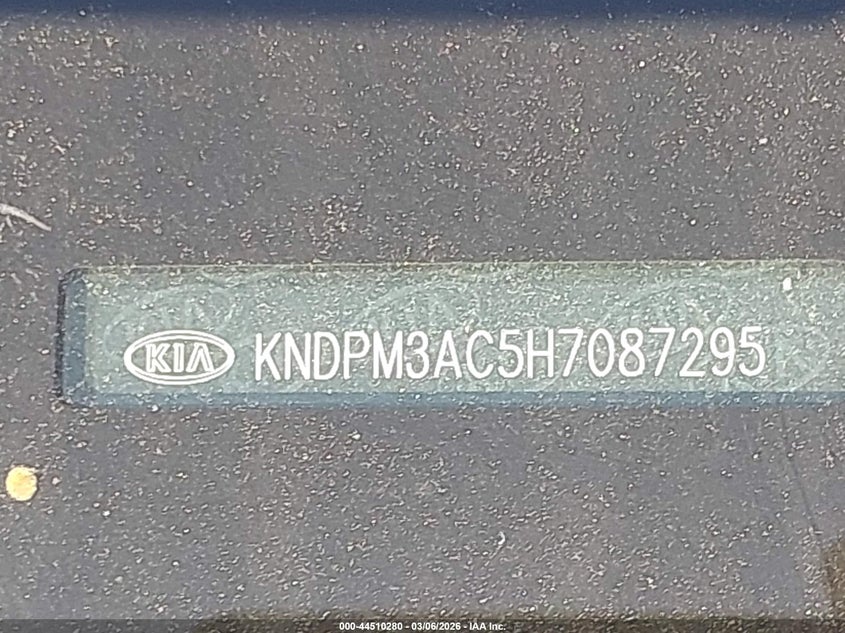 KIA KNDPM3AC5H7087295
000-44510280 - 03/06/2026 - IAA Inc.